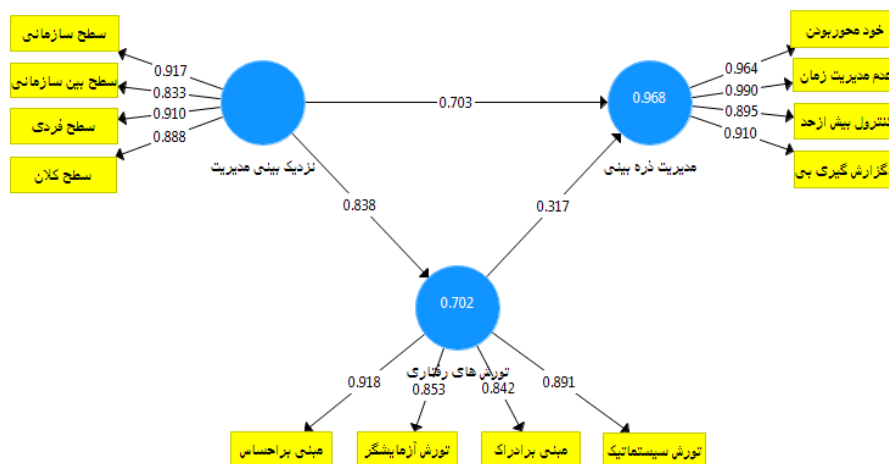 سطح سازمانی
خود محوربودن
0.917
0.964
سطح بین سازمانی
0.833
0.703
0.968
0.990
عدم مدیریت زمان
0.910
0.895
سطح فردی
کنترول بیش ازحد
0.888
0.910
سطح کلان
نزدیک بینی مدیریت
مدیریت ذره بینی
گزارش گیری بی
0.838
0.317
0.702
تورش های رفتاری
0.918
0.853
0.842
0.891
مبنی براحساس
تورش آزمایشگر
مبنی برادراک
تورش سیستماتیک